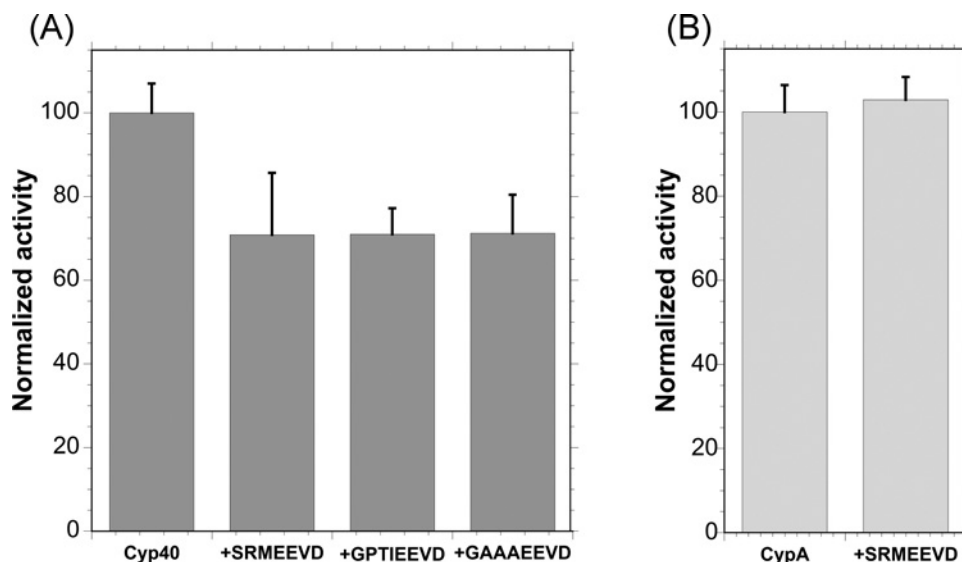 (A)
Normalized activity
100
80
60
40
20
0
Cyp40 +SRMEEVD +GPTIEEVD +GAAAEEVD
(B)
Normalized activity
100
80
60
40
20
0
CypA +SRMEEVD